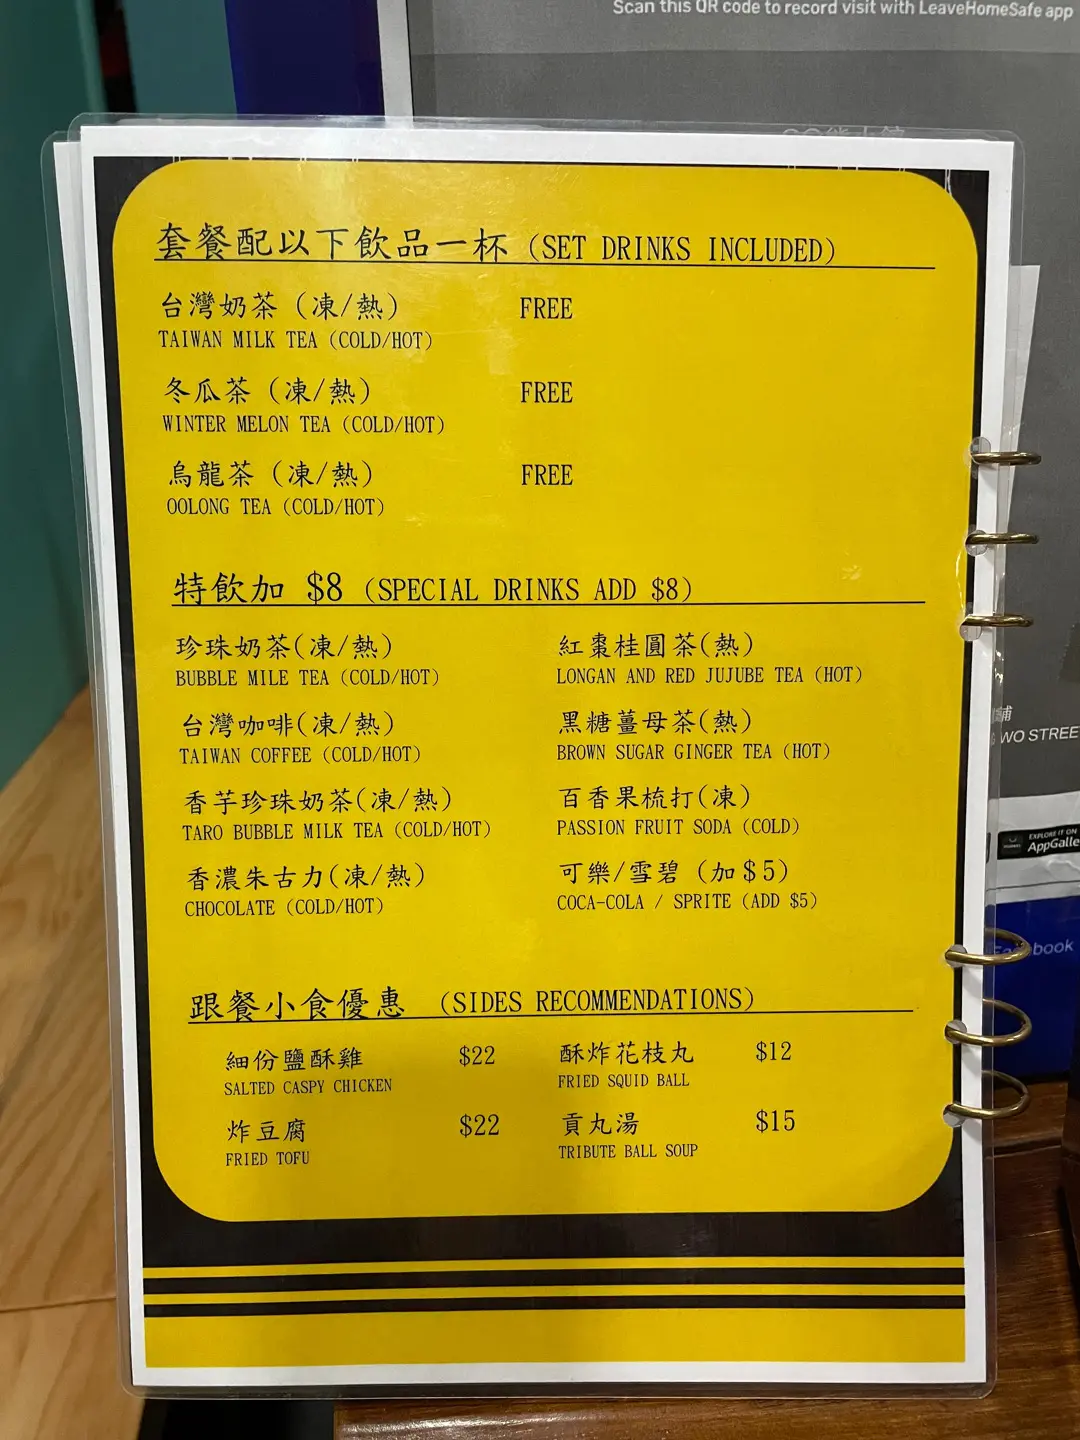 Scan this QR code to record visit with LeaveHomeSafe app
套餐配以下飲品一杯 (SET DRINKS INCLUDED)
台灣奶茶 (凍/熱) FREE
TAIWAN MILK TEA (COLD/HOT)
冬瓜茶 (凍/熱) FREE
WINTER MELON TEA (COLD/HOT)
烏龍茶 (凍/熱) FREE
OOLONG TEA (COLD/HOT)
特飲加 $8 (SPECIAL DRINKS ADD $8)
珍珠奶茶(凍/熱) 紅棗桂圓茶(熱)
BUBBLE MILE TEA (COLD/HOT) LONGAN AND RED JUJUBE TEA (HOT)
台灣咖啡(凍/熱) 黑糖薑母茶(熱)
TAIWAN COFFEE (COLD/HOT) BROWN SUGAR GINGER TEA (HOT)
香芋珍珠奶茶(凍/熱) 百香果梳打(凍)
TARO BUBBLE MILK TEA (COLD/HOT) PASSION FRUIT SODA (COLD)
香濃朱古力(凍/熱) 可樂/雪碧 (加$5)
CHOCOLATE (COLD/HOT) COCA-COLA / SPRITE (ADD $5)
跟餐小食優惠 (SIDES RECOMMENDATIONS)
細份鹽酥雞 $22 酥炸花枝丸 $12
SALTED CASPY CHICKEN FRIED SQUID BALL
炸豆腐 $22 貢丸湯 $15
FRIED TOFU TRIBUTE BALL SOUP
WO STREE
EXPLORE IT ON
AppGalle
Facebook